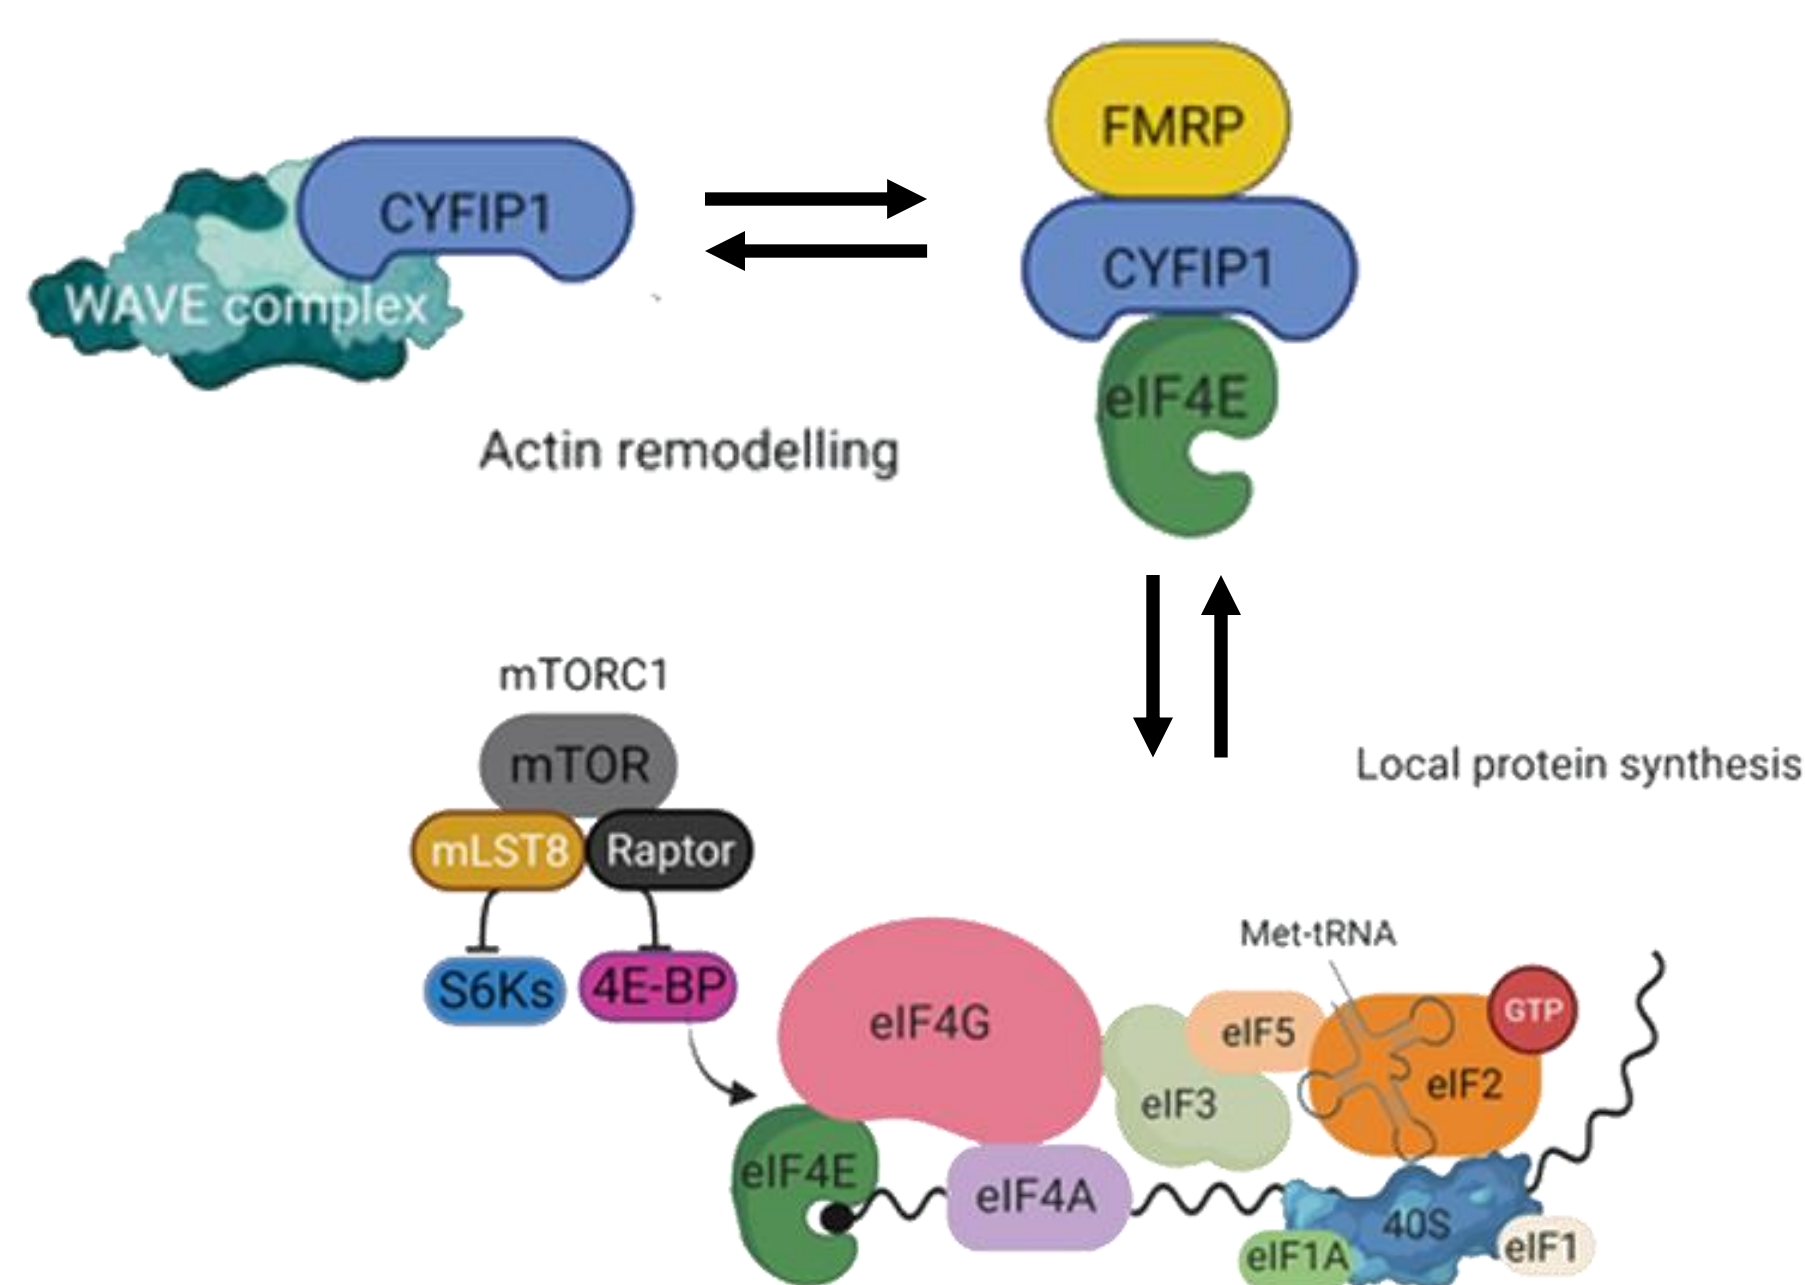 FMRP
CYFIP1
CYFIP1
WAVE complex
eIF4E
Actin remodelling
mTORC1
mTOR
Local protein synthesis
mLST8
Raptor
Met-tRNA
S6Ks
4E-BP
GTP
eIF4G
eIF5
eIF2
eIF3
eIF4E
eIF4A
40S
eIF1A
eIF1